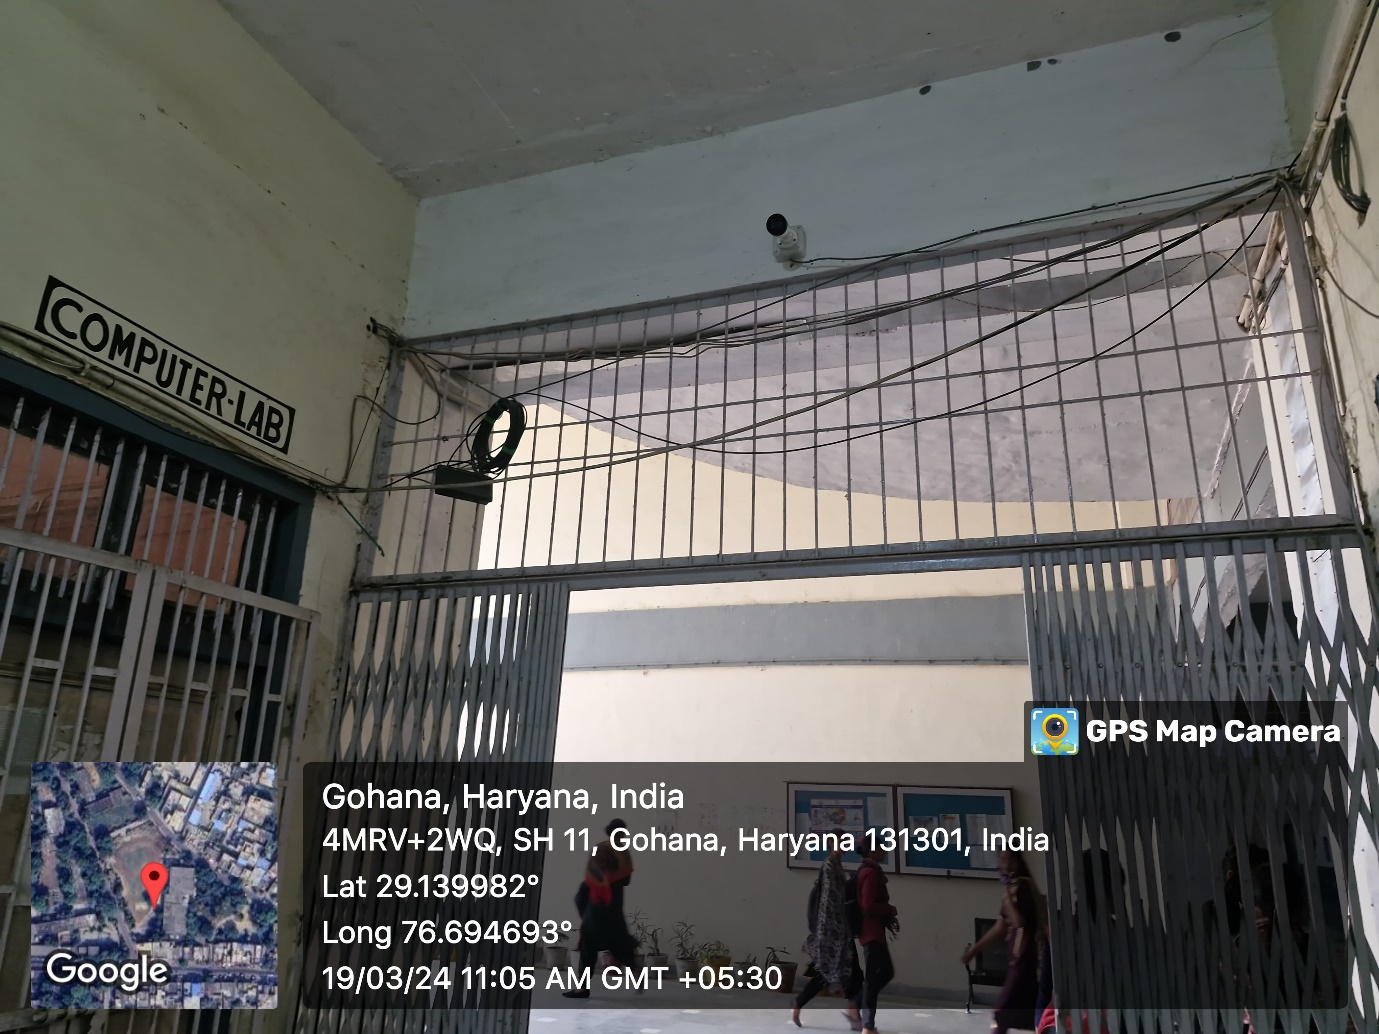 COMPUTER-LAB
GPS Map Camera
Gohana, Haryana, India
4MRV+2WQ, SH 11, Gohana, Haryana 131301, India
Lat 29.139982°
Long 76.694693°
19/03/24 11:05 AM GMT +05:30
Google